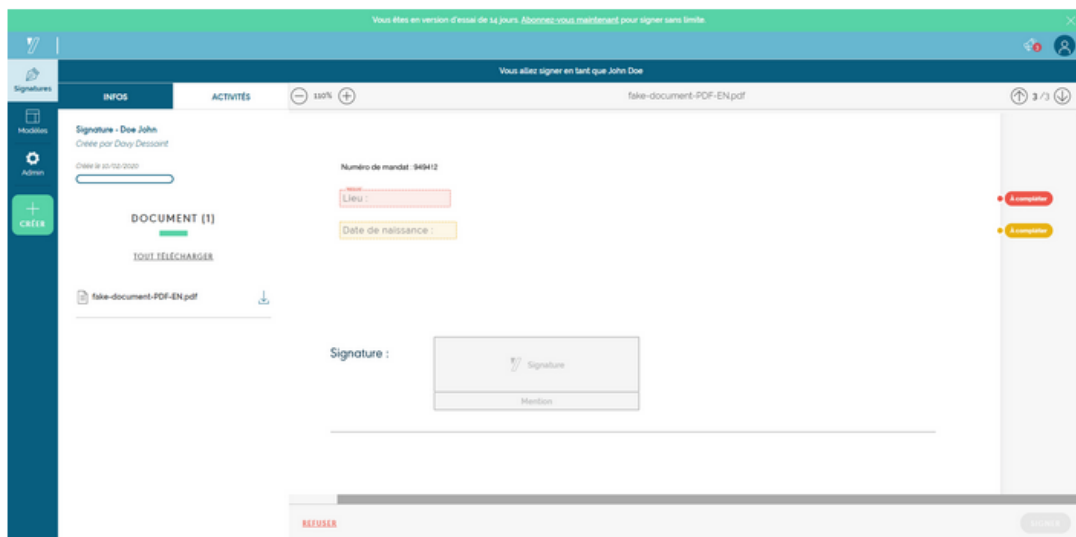 Vous êtes en version d'essai de 14 jours. Abonnez-vous maintenant pour signer sans limite.
Vous allez signer en tant que John Doe
Signatures
Modèles
Admin
CRÉER
INFOS
ACTIVITÉS
Signature - Doe John
Créée par Davy Dessaint
Créée le 10/02/2020
DOCUMENT (1)
TOUT TÉLÉCHARGER
fake-document-PDF-EN.pdf
110%
fake-document-PDF-EN.pdf
3/3
Numéro de mandat : 949412
Lieu :
À compléter
Date de naissance :
À compléter
Signature :
Signature
Mention
REFUSER
SIGNER